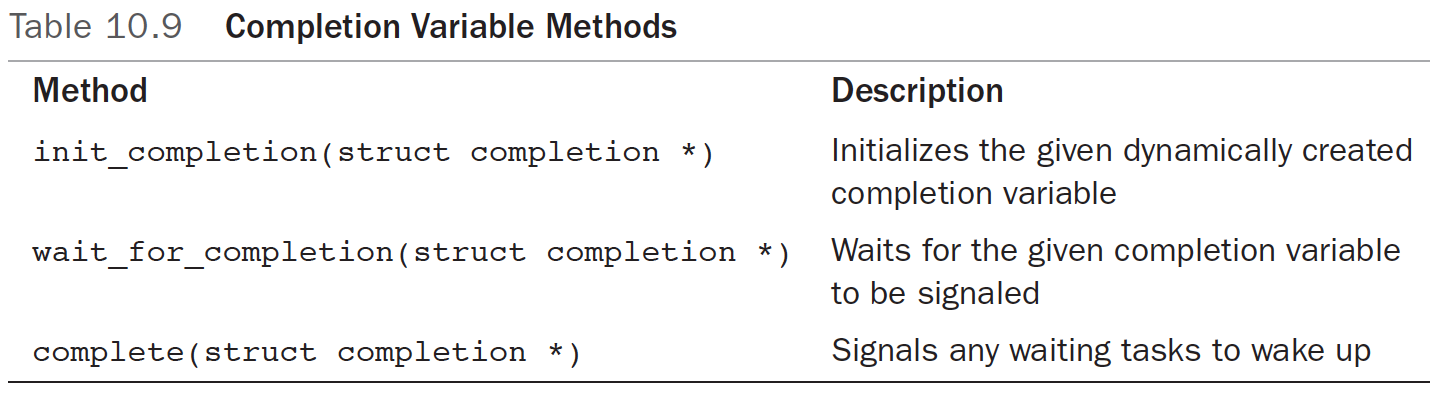 Table 10.9 Completion Variable Methods
Method Description
init_completion(struct completion *) Initializes the given dynamically created
completion variable
wait_for_completion(struct completion *) Waits for the given completion variable
to be signaled
complete(struct completion *) Signals any waiting tasks to wake up